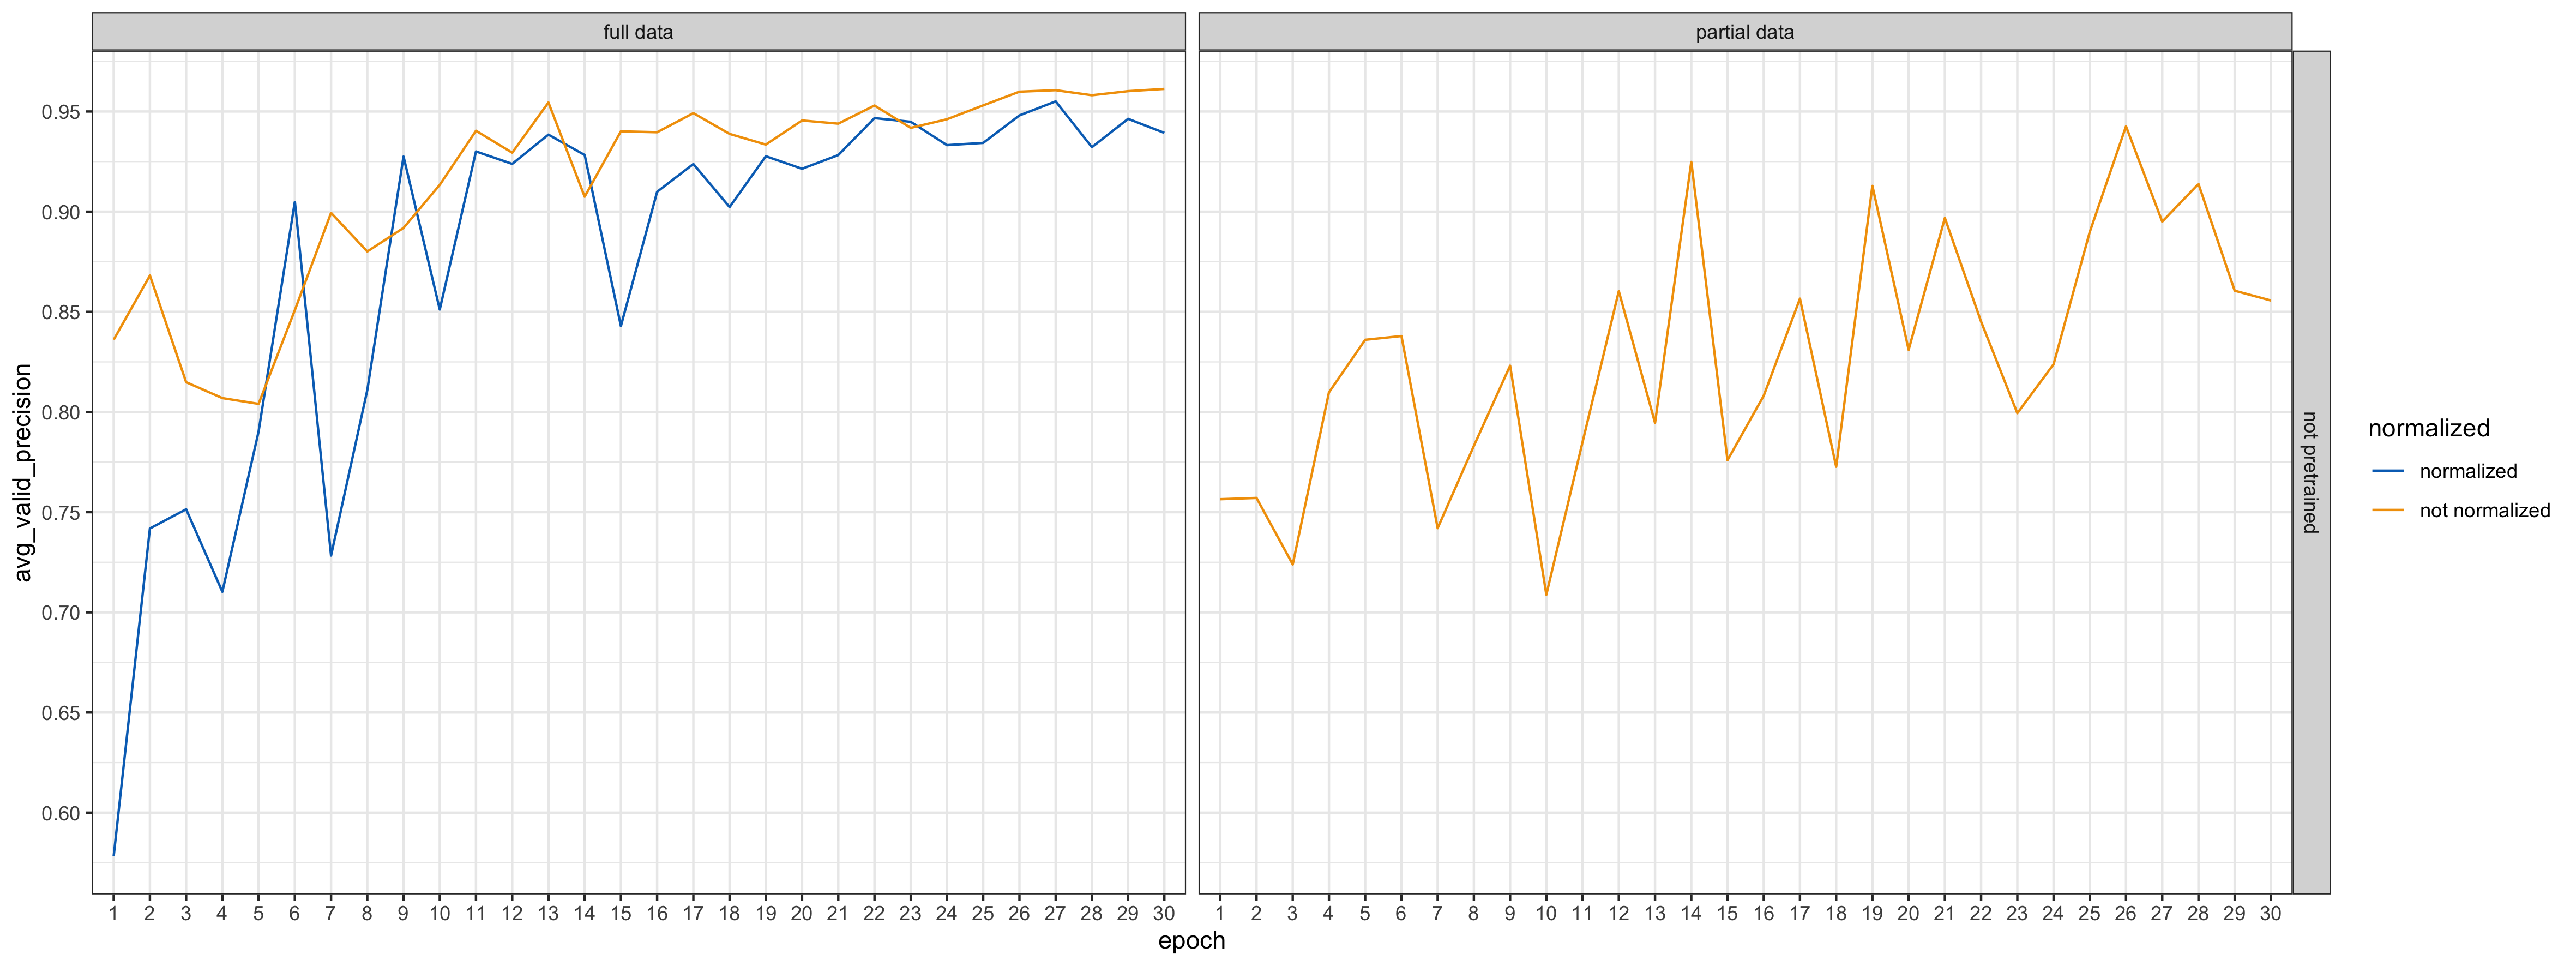 full data
partial data
avg_valid_precision
0.95
0.90
0.85
0.80
0.75
0.70
0.65
0.60
not pretrained
normalized
normalized
not normalized
1 2 3 4 5 6 7 8 9 10 11 12 13 14 15 16 17 18 19 20 21 22 23 24 25 26 27 28 29 30
1 2 3 4 5 6 7 8 9 10 11 12 13 14 15 16 17 18 19 20 21 22 23 24 25 26 27 28 29 30
epoch